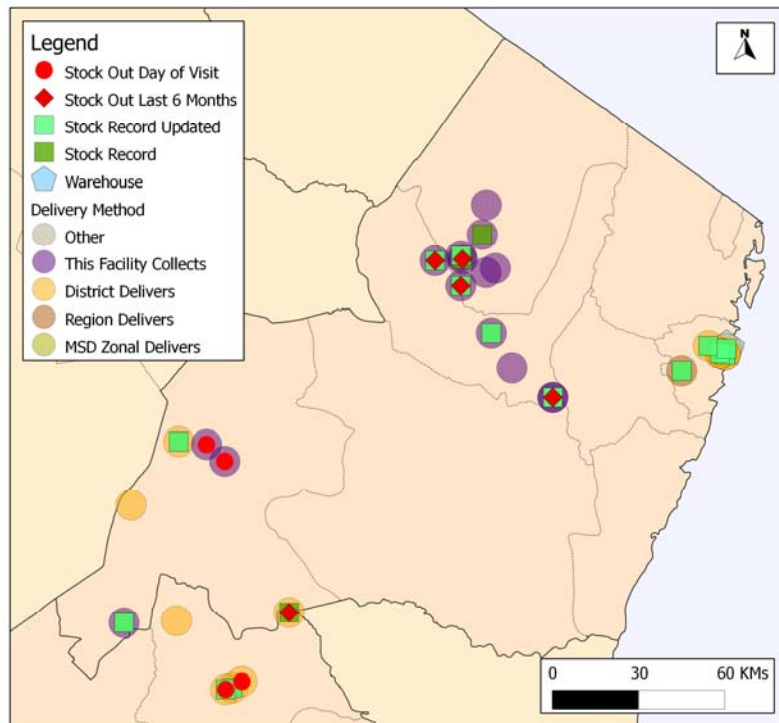 Legend
Stock Out Day of Visit
Stock Out Last 6 Months
Stock Record Updated
Stock Record
Warehouse
Delivery Method
Other
This Facility Collects
District Delivers
Region Delivers
MSD Zonal Delivers
N
0 30 60 KMs